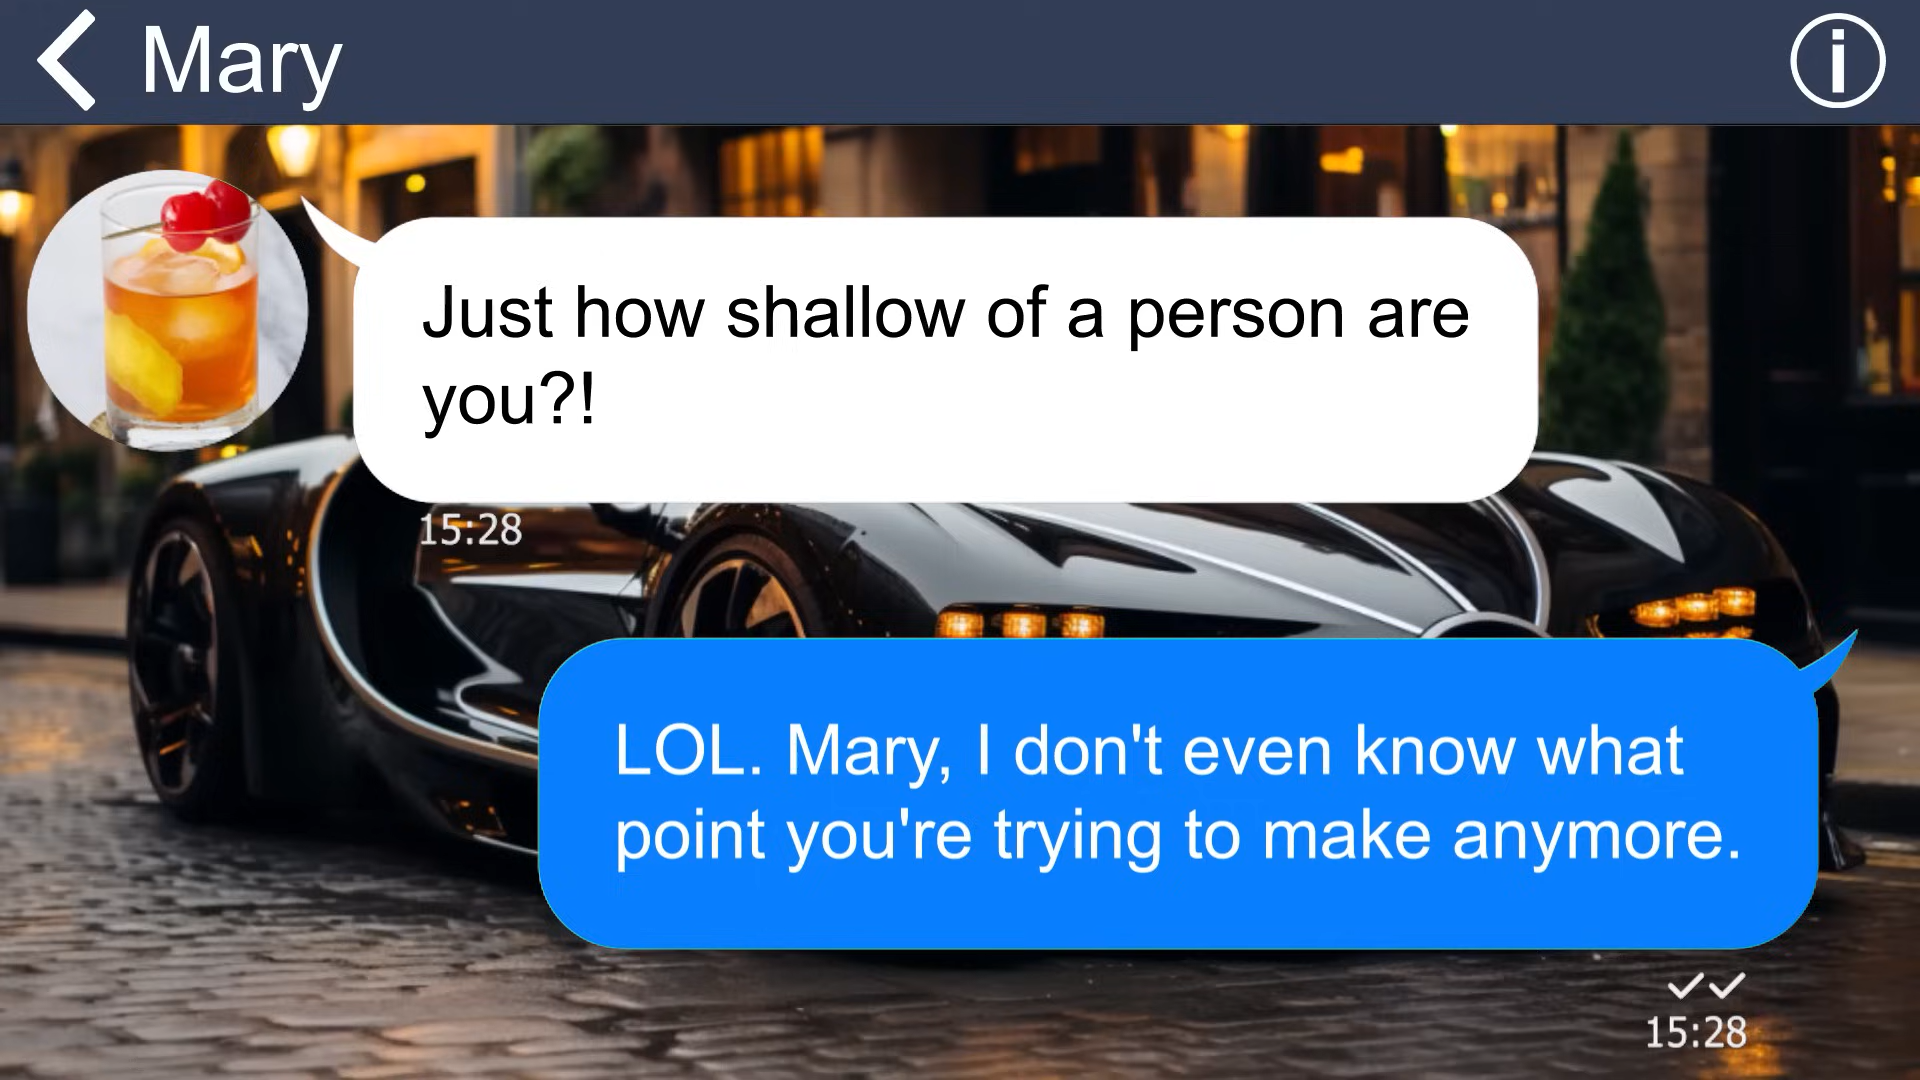 Mary
Just how shallow of a person are
you?!
15:28
LOL. Mary, I don't even know what
point you're trying to make anymore.
15:28